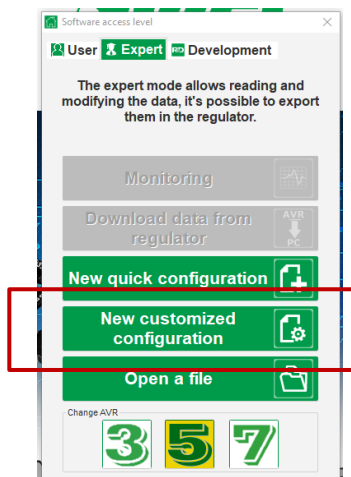 Software access level
User Expert R&D Development
The expert mode allows reading and
modifying the data, it's possible to export
them in the regulator.
Monitoring
Download data from
regulator
AVR
PC
New quick configuration
New customized
configuration
Open a file
Change AVR
3 5 7